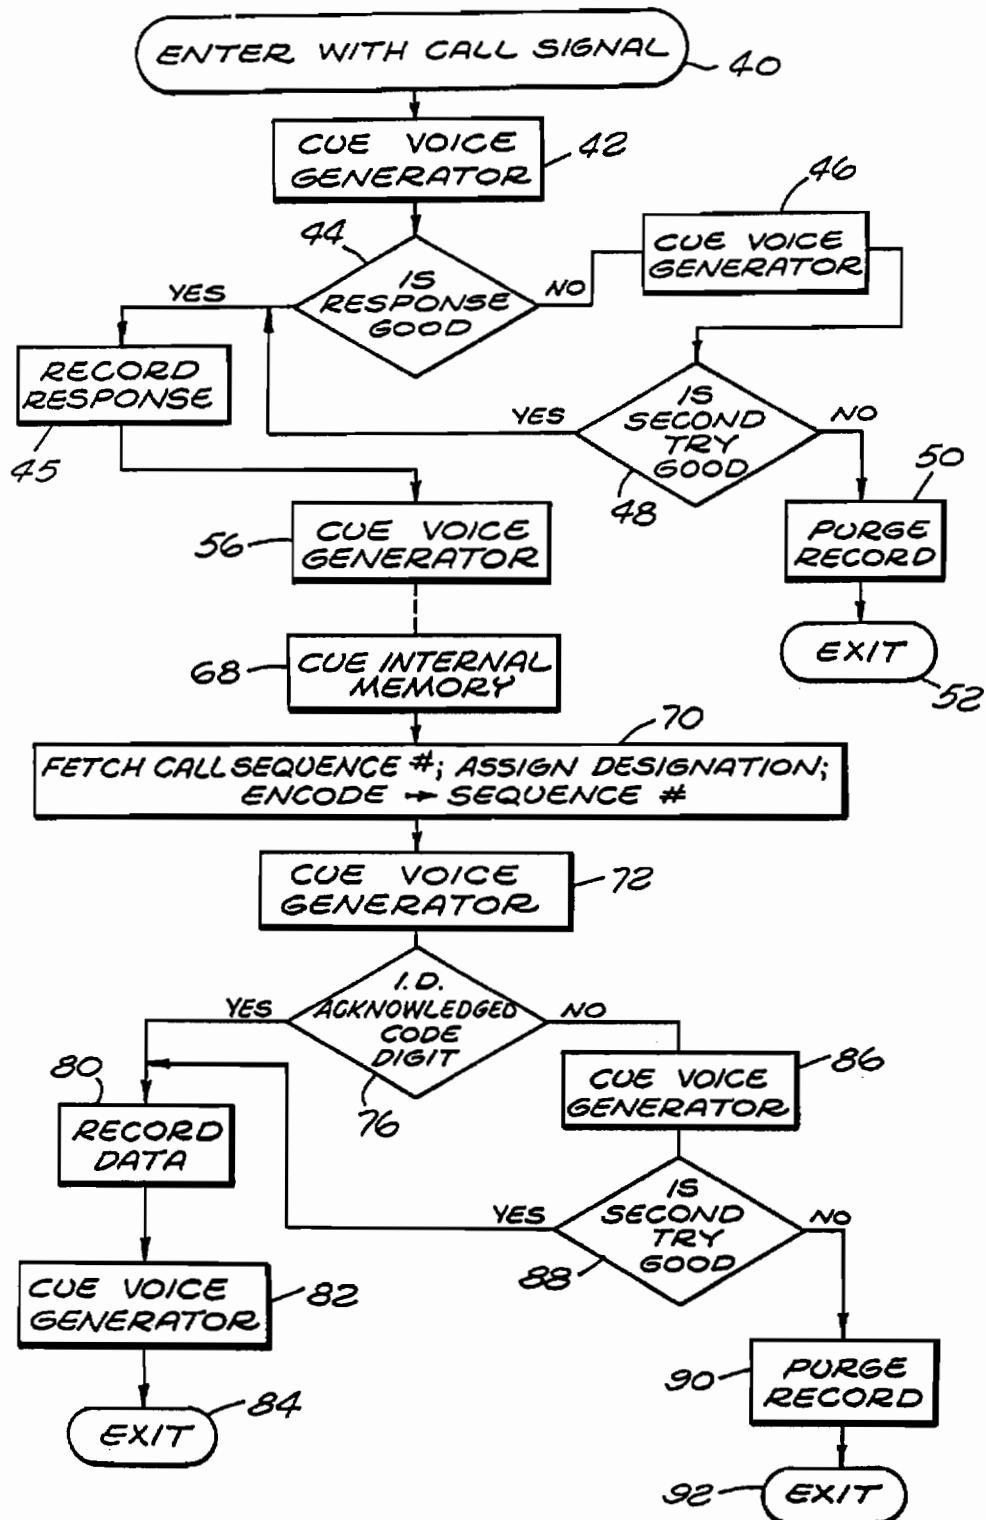 ENTER WITH CALL SIGNAL
40
CUE VOICE
GENERATOR
42
44
IS
RESPONSE
GOOD
YES
NO
46
CUE VOICE
GENERATOR
RECORD
RESPONSE
45
IS
SECOND
TRY
GOOD
YES
NO
48
50
PURGE
RECORD
EXIT
52
56
CUE VOICE
GENERATOR
68
CUE INTERNAL
MEMORY
70
FETCH CALL SEQUENCE #; ASSIGN DESIGNATION;
ENCODE → SEQUENCE #
CUE VOICE
GENERATOR
72
I.D.
ACKNOWLEDGED
CODE
DIGIT
YES
NO
76
80
RECORD
DATA
86
CUE VOICE
GENERATOR
IS
SECOND
TRY
GOOD
YES
NO
88
CUE VOICE
GENERATOR
82
EXIT
84
90
PURGE
RECORD
92
EXIT